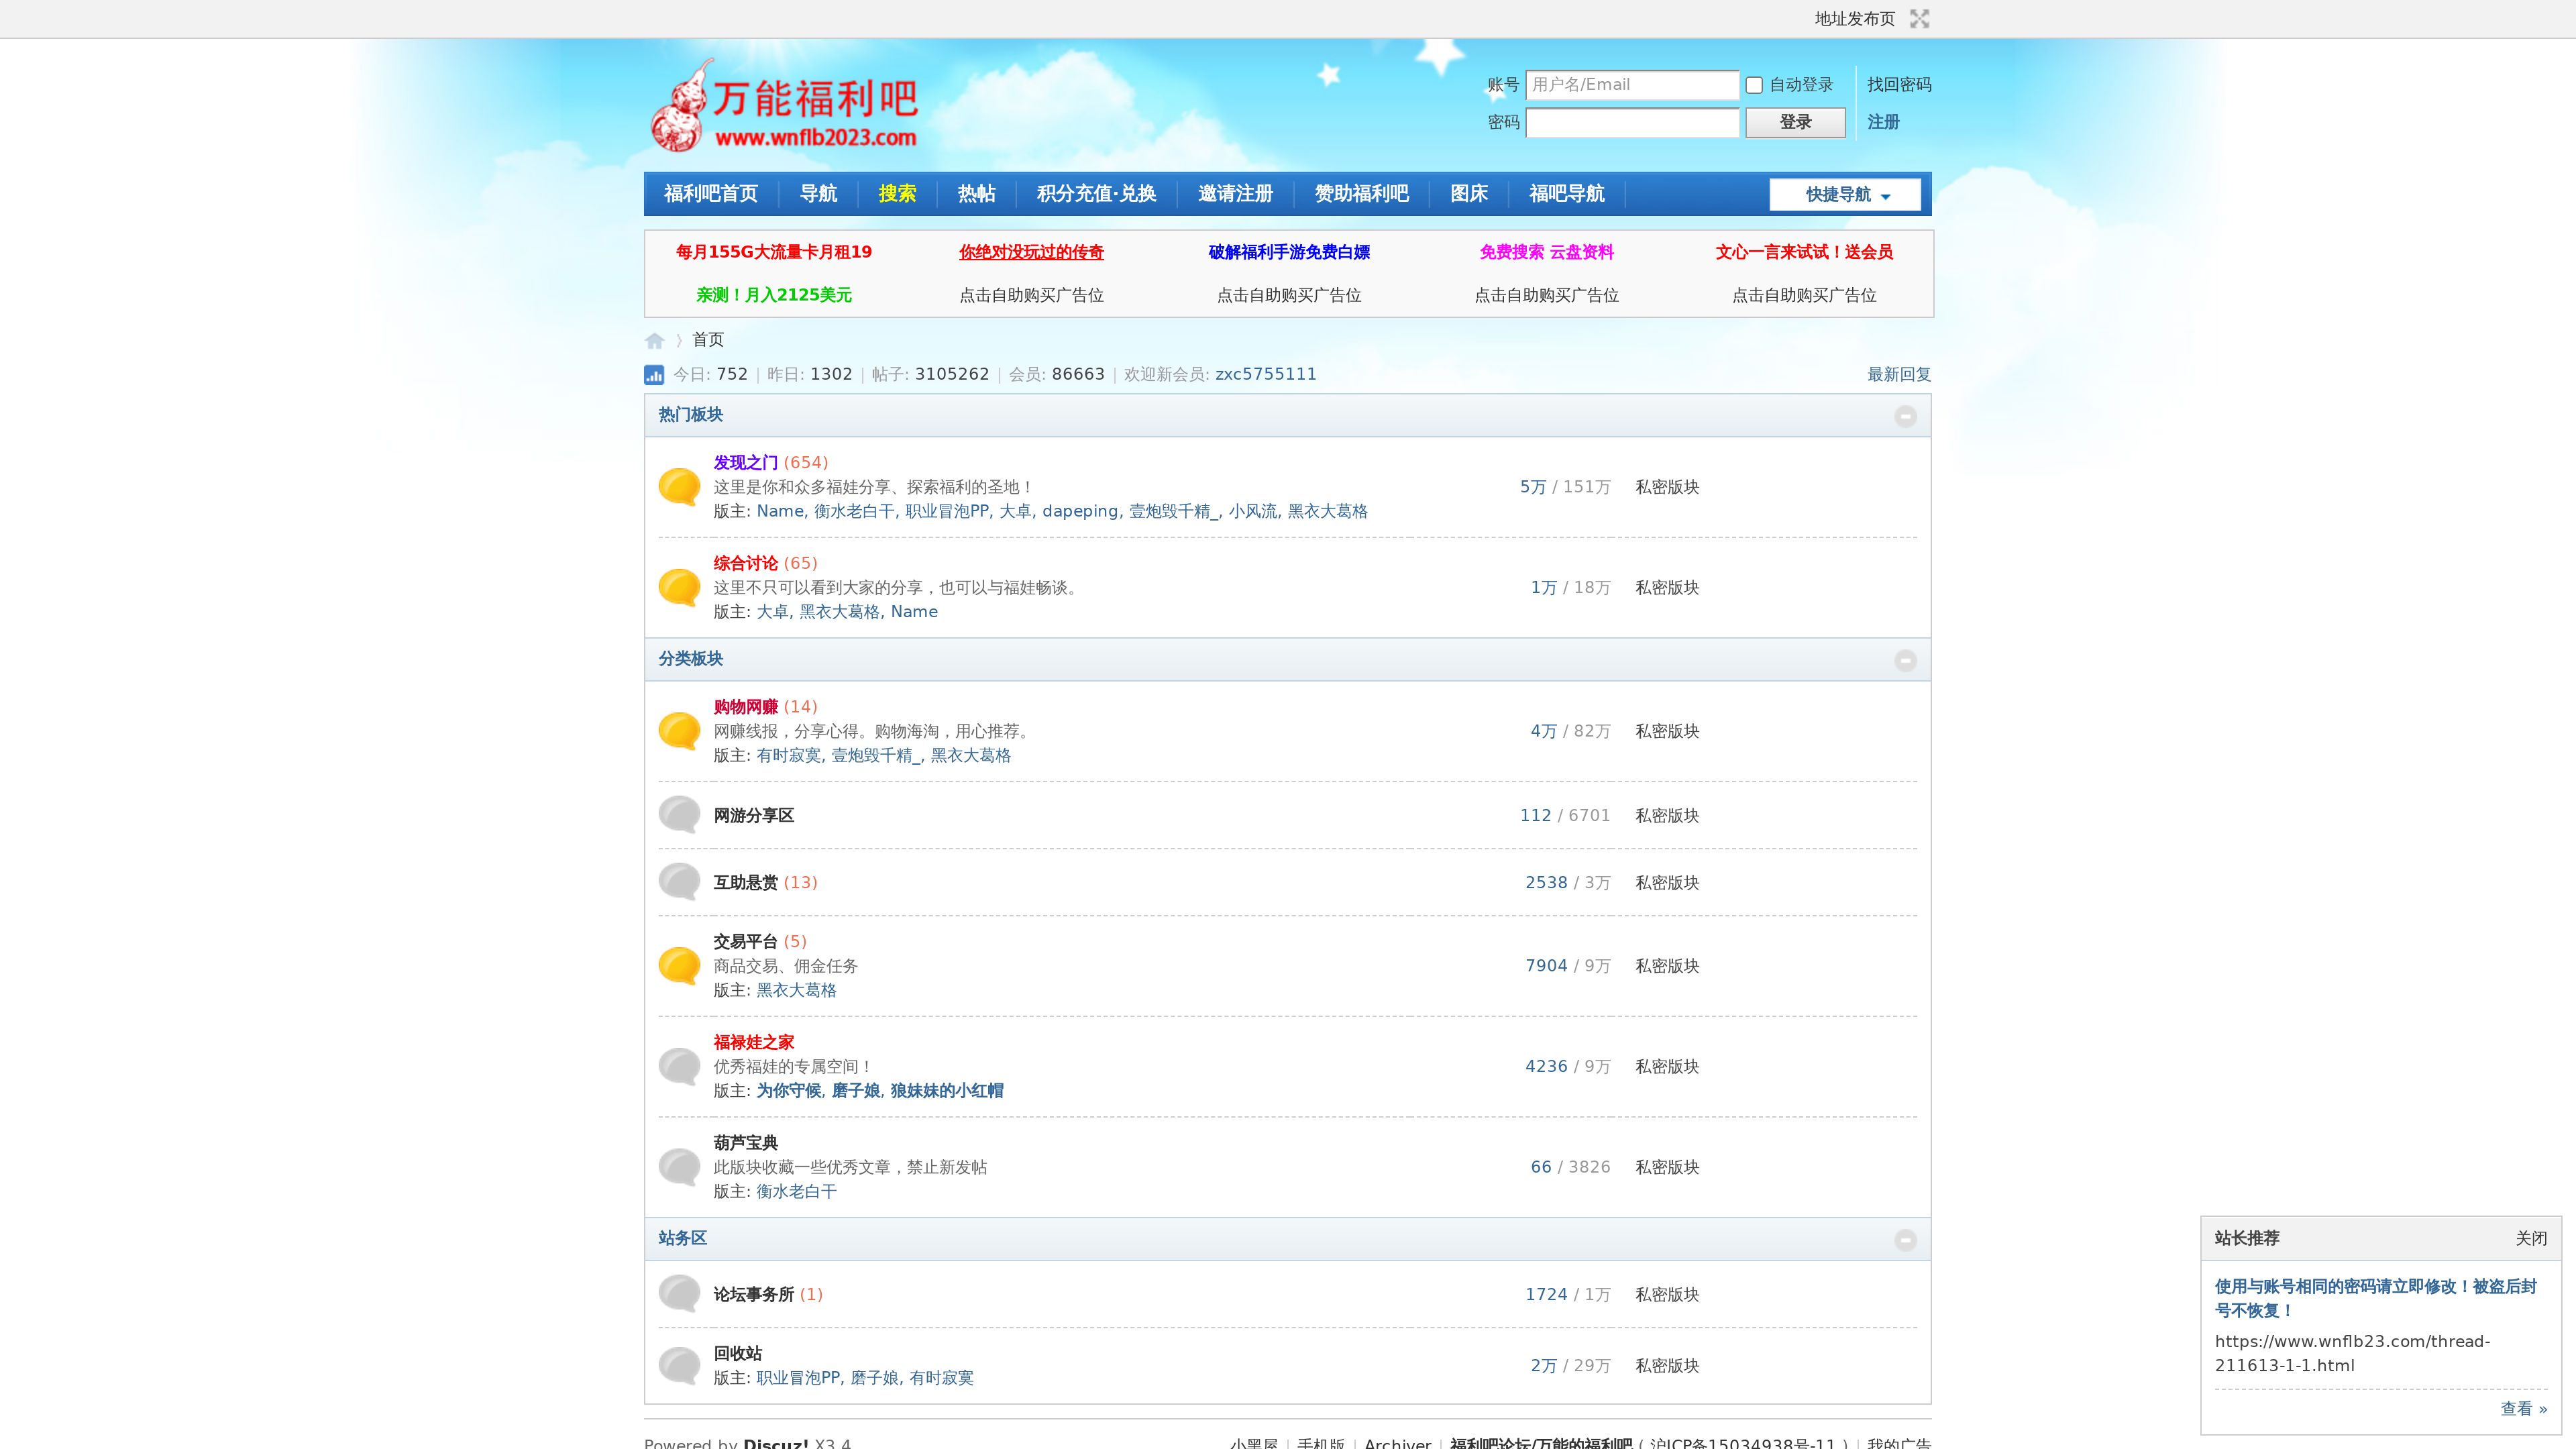 地址发布页
万能福利吧
www.wnflb2023.com
账号 用户名/Email 自动登录 找回密码
密码 登录 注册
福利吧首页 导航 搜索 热帖 积分充值·兑换 邀请注册 赞助福利吧 图床 福吧导航 快捷导航
每月155G大流量卡月租19 你绝对没玩过的传奇 破解福利手游免费白嫖 免费搜索 云盘资料 文心一言来试试！送会员
亲测！月入2125美元 点击自助购买广告位 点击自助购买广告位 点击自助购买广告位 点击自助购买广告位
首页
今日: 752 | 昨日: 1302 | 帖子: 3105262 | 会员: 86663 | 欢迎新会员: zxc5755111 最新回复
热门板块
发现之门 (654)
这里是你和众多福娃分享、探索福利的圣地！ 5万 / 151万 私密版块
版主: Name, 衡水老白干, 职业冒泡PP, 大卓, dapeping, 壹炮毁千精_, 小风流, 黑衣大葛格
综合讨论 (65)
这里不只可以看到大家的分享，也可以与福娃畅谈。 1万 / 18万 私密版块
版主: 大卓, 黑衣大葛格, Name
分类板块
购物网赚 (14)
网赚线报，分享心得。购物海淘，用心推荐。 4万 / 82万 私密版块
版主: 有时寂寞, 壹炮毁千精_, 黑衣大葛格
网游分享区 112 / 6701 私密版块
互助悬赏 (13) 2538 / 3万 私密版块
交易平台 (5)
商品交易、佣金任务 7904 / 9万 私密版块
版主: 黑衣大葛格
福禄娃之家
优秀福娃的专属空间！ 4236 / 9万 私密版块
版主: 为你守候, 磨子娘, 狼妹妹的小红帽
葫芦宝典
此版块收藏一些优秀文章，禁止新发帖 66 / 3826 私密版块
版主: 衡水老白干
站务区
论坛事务所 (1) 1724 / 1万 私密版块
回收站
版主: 职业冒泡PP, 磨子娘, 有时寂寞 2万 / 29万 私密版块
站长推荐 关闭
使用与账号相同的密码请立即修改！被盗后封
号不恢复！
https://www.wnflb23.com/thread-
211613-1-1.html
查看 »
Powered by Discuz! X3.4 小黑屋 | 手机版 | Archiver | 福利吧论坛/万能的福利吧 ( 沪ICP备15034938号-11 ) | 我的广告